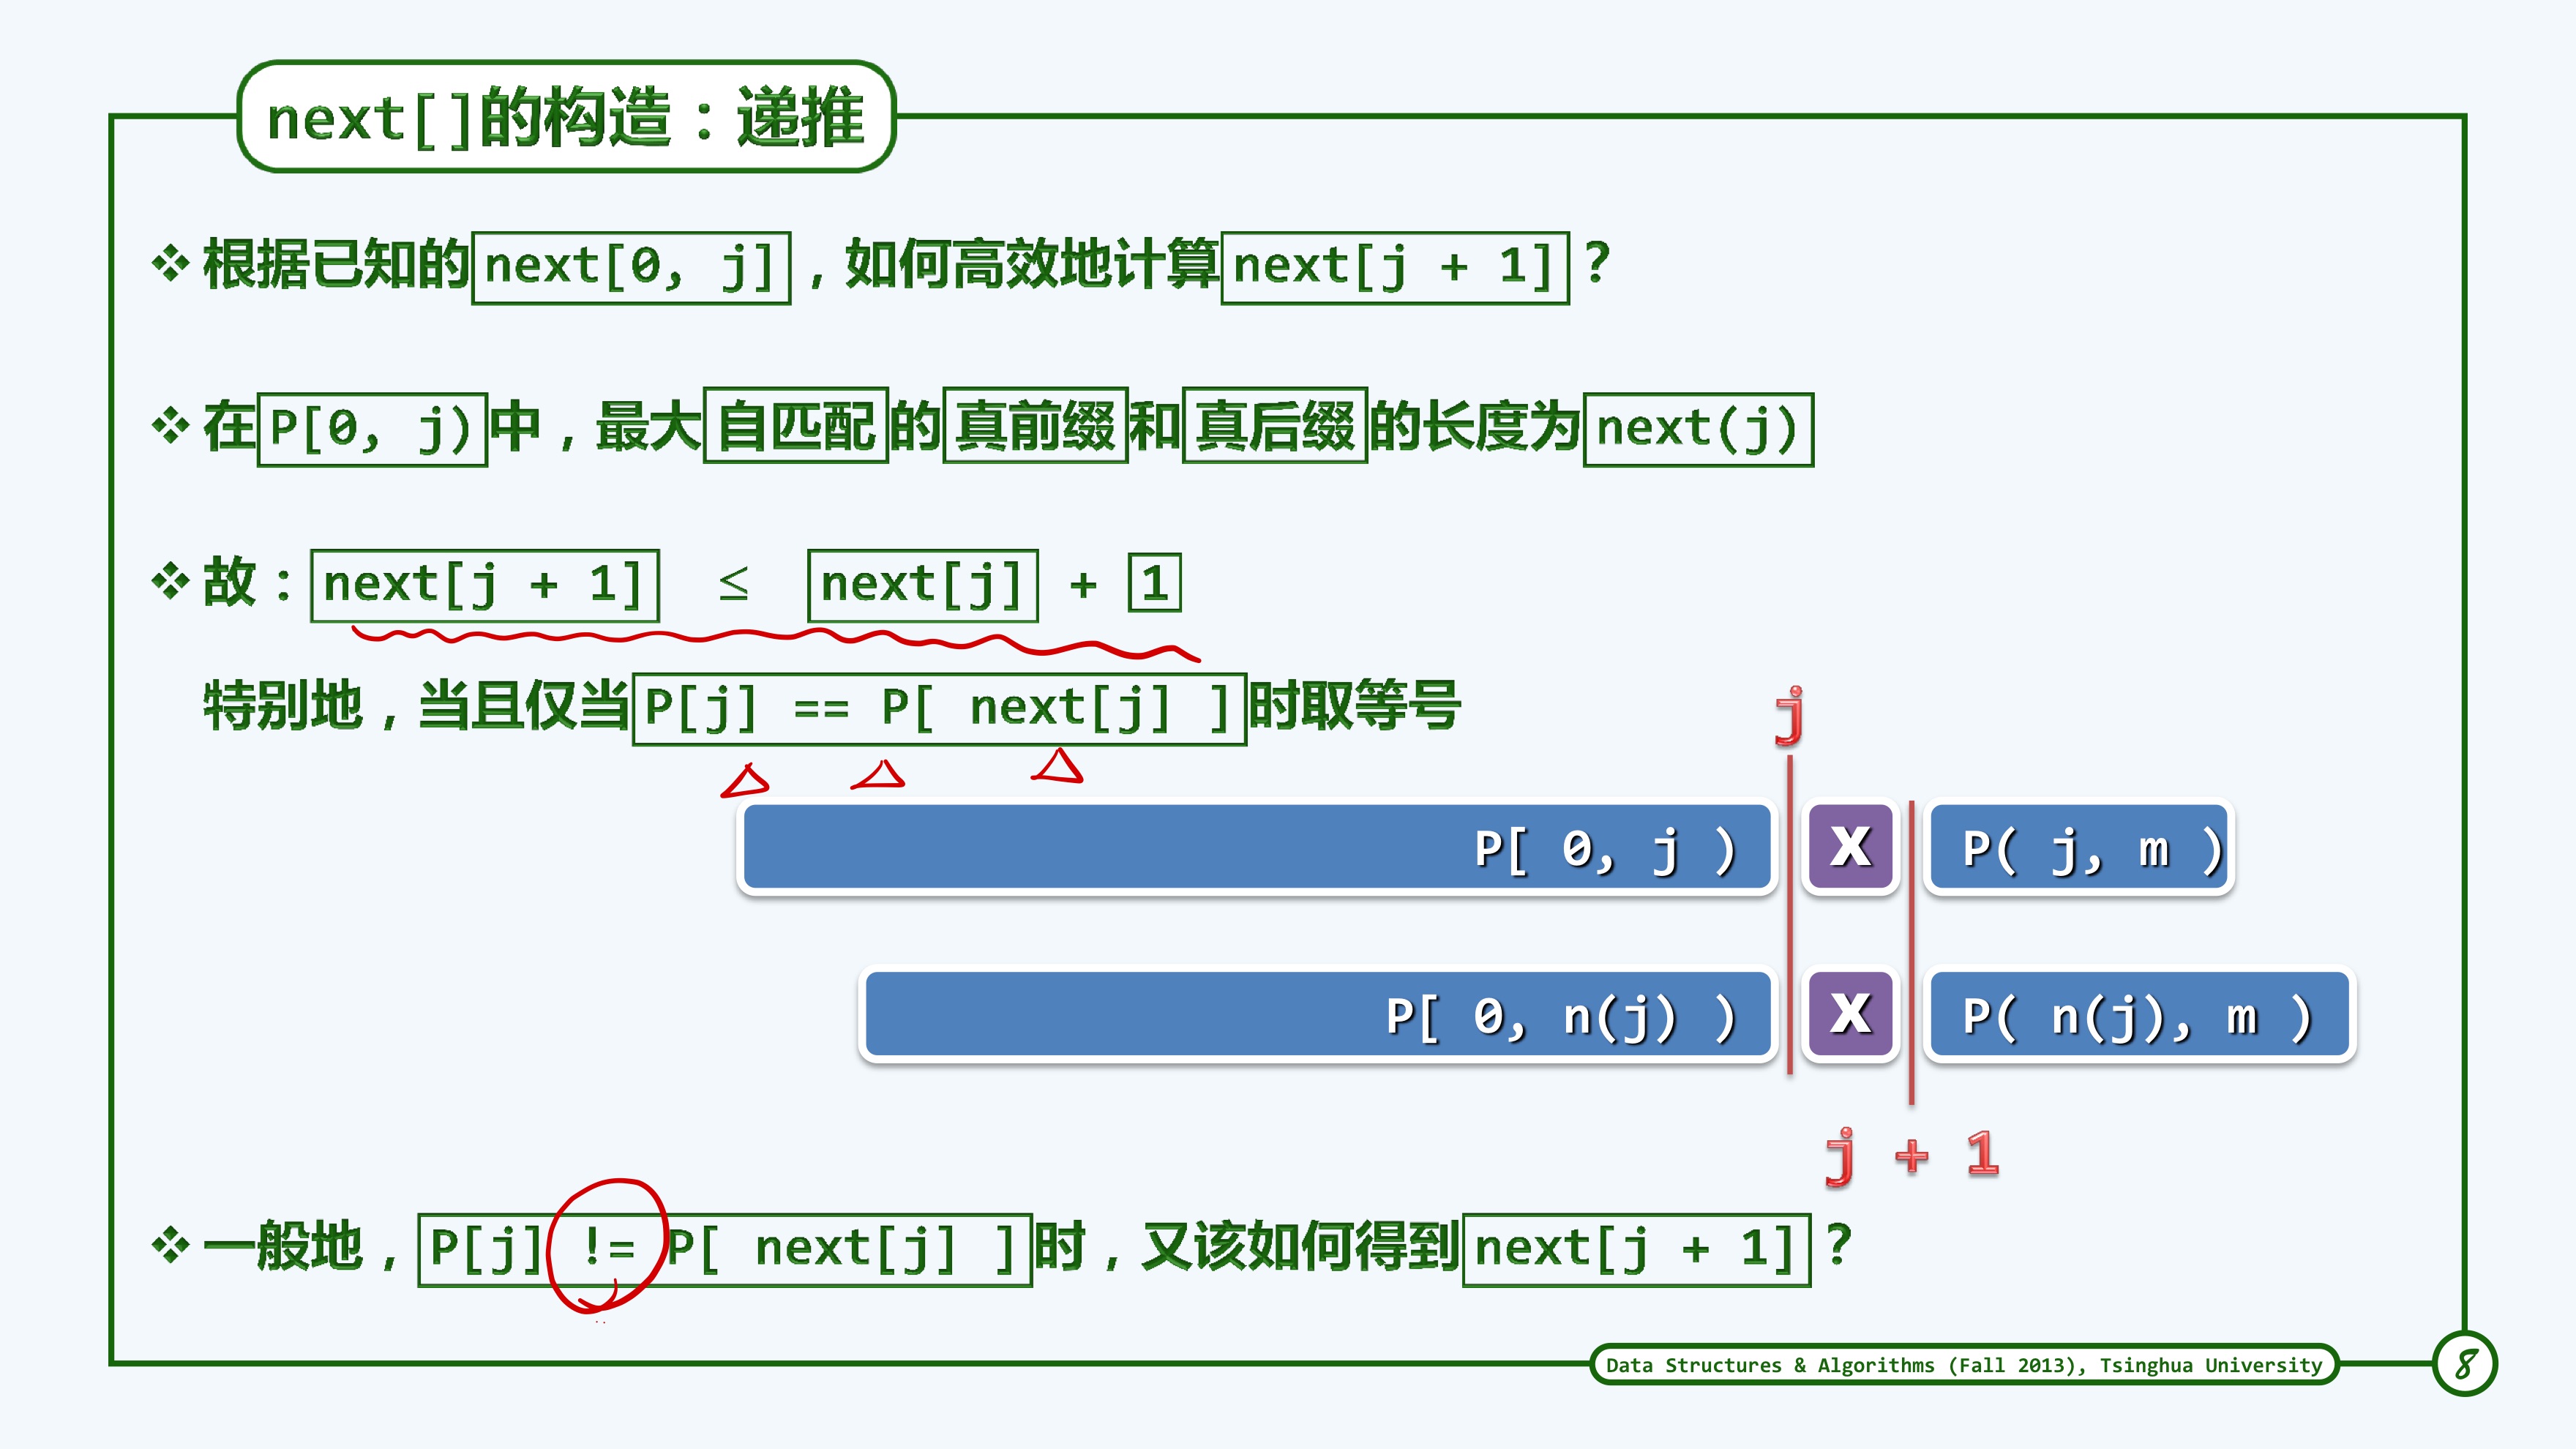 next[]的构造：递推
根据已知的next[0, j]，如何高效地计算next[j + 1]？
在P[0, j)中，最大自匹配的真前缀和真后缀的长度为next(j)
故：next[j + 1] ≤ next[j] + 1
特别地，当且仅当P[j] == P[ next[j] ]时取等号
j
P[ 0, j ) X P( j, m )
P[ 0, n(j) ) X P( n(j), m )
j + 1
一般地，P[j] != P[ next[j] ]时，又该如何得到next[j + 1]？
Data Structures & Algorithms (Fall 2013), Tsinghua University
8